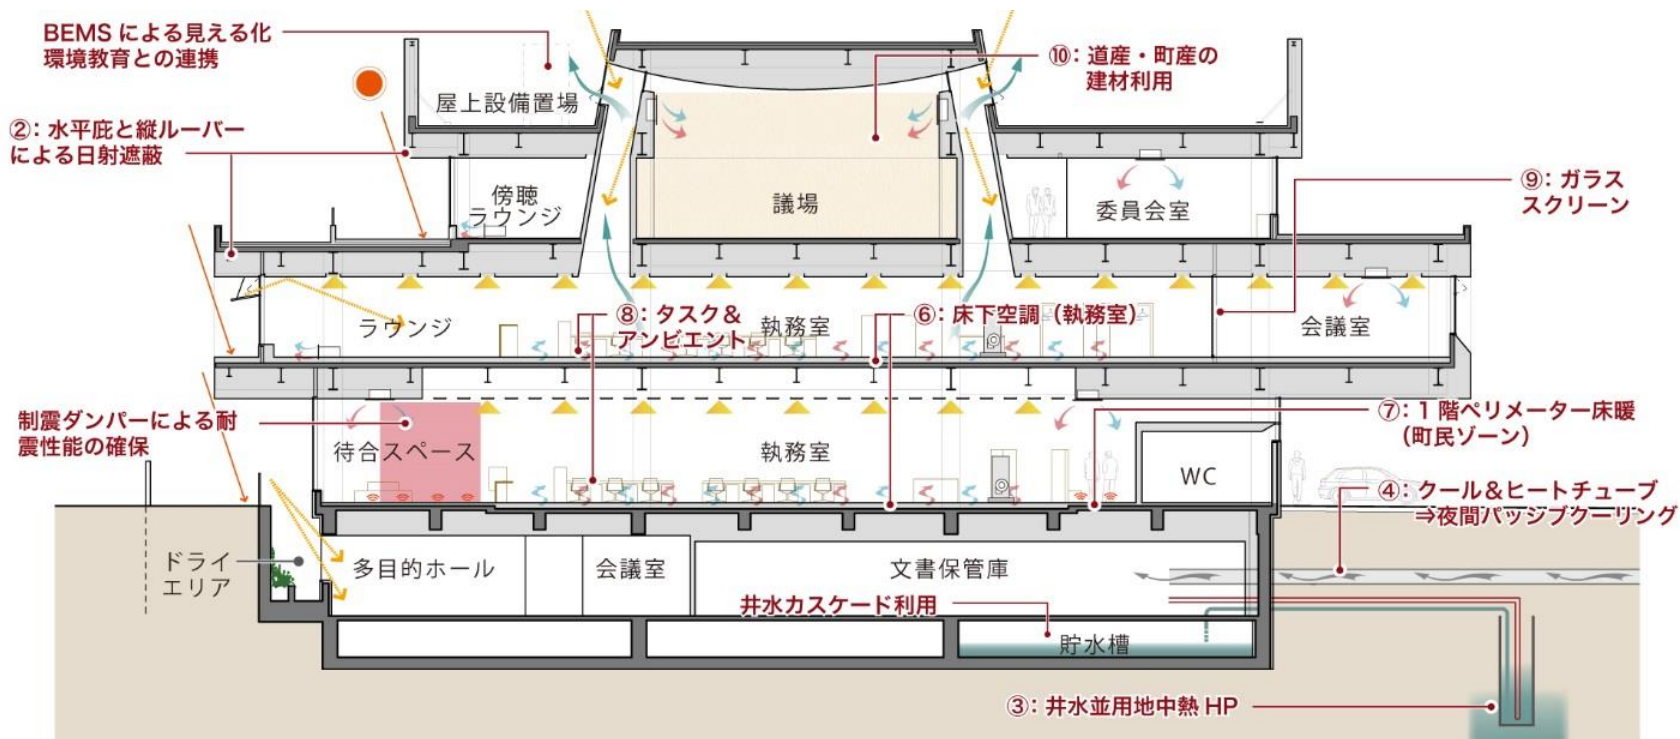 BEMS による見える化
環境教育との連携
屋上設備置場
⑩：道産・町産の
建材利用
②：水平庇と縦ルーバー
による日射遮蔽
傍聴
ラウンジ
議場
委員会室
⑨：ガラス
スクリーン
ラウンジ
⑧：タスク＆
アンビエント
執務室
⑥：床下空調（執務室）
会議室
制震ダンパーによる耐
震性能の確保
待合スペース
執務室
WC
⑦：1 階ペリメーター床暖
（町民ゾーン）
④：クール＆ヒートチューブ
⇒夜間パッシブクーリング
ドライ
エリア
多目的ホール
会議室
文書保管庫
井水カスケード利用
貯水槽
③：井水並用地中熱 HP